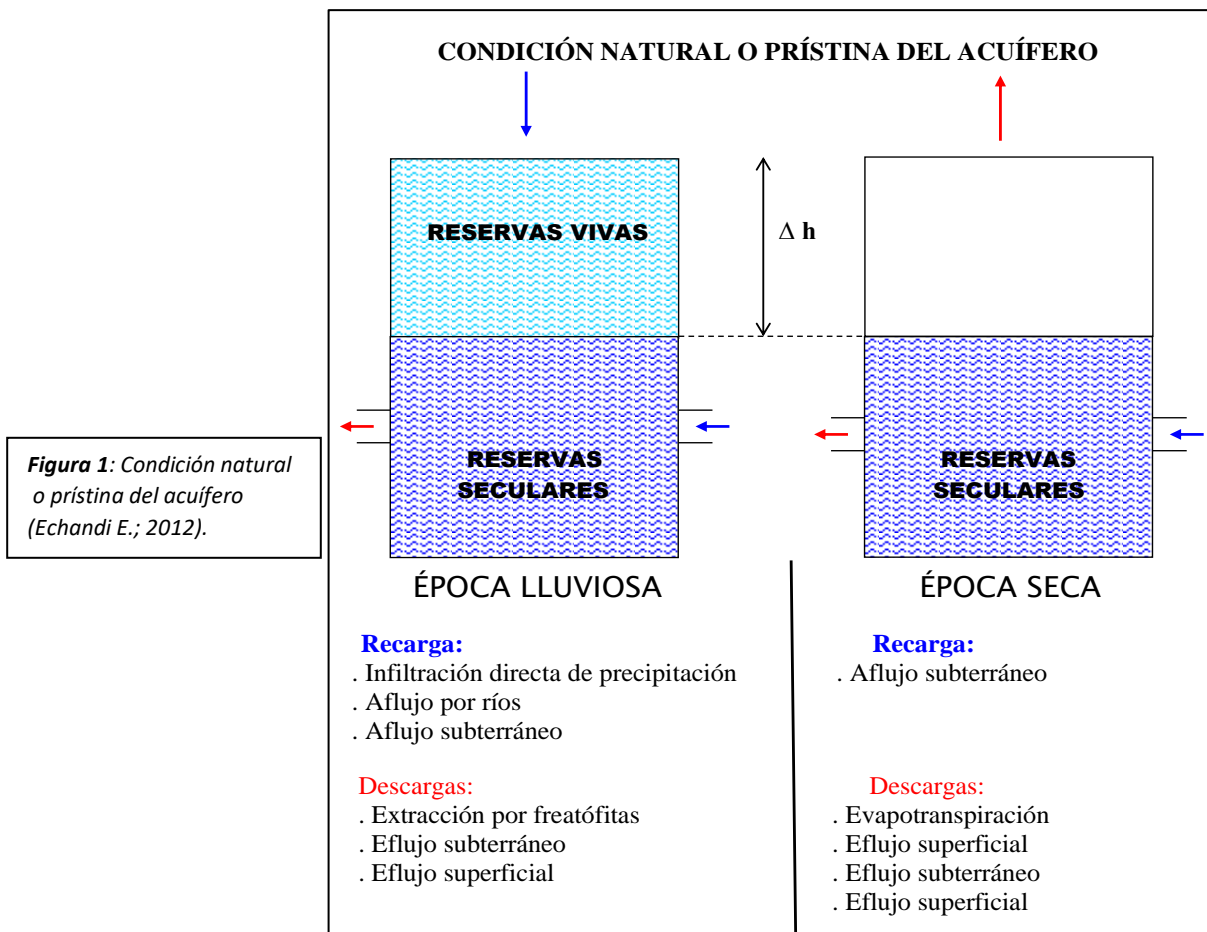 CONDICIÓN NATURAL O PRÍSTINA DEL ACUÍFERO
RESERVAS VIVAS
Δ h
RESERVAS
SECULARES
RESERVAS
SECULARES
Figura 1: Condición natural
o prístina del acuífero
(Echandi E.; 2012).
ÉPOCA LLUVIOSA
Recarga:
. Infiltración directa de precipitación
. Aflujo por ríos
. Aflujo subterráneo
Descargas:
. Extracción por freatófitas
. Eflujo subterráneo
. Eflujo superficial
ÉPOCA SECA
Recarga:
. Aflujo subterráneo
Descargas:
. Evapotranspiración
. Eflujo superficial
. Eflujo subterráneo
. Eflujo superficial